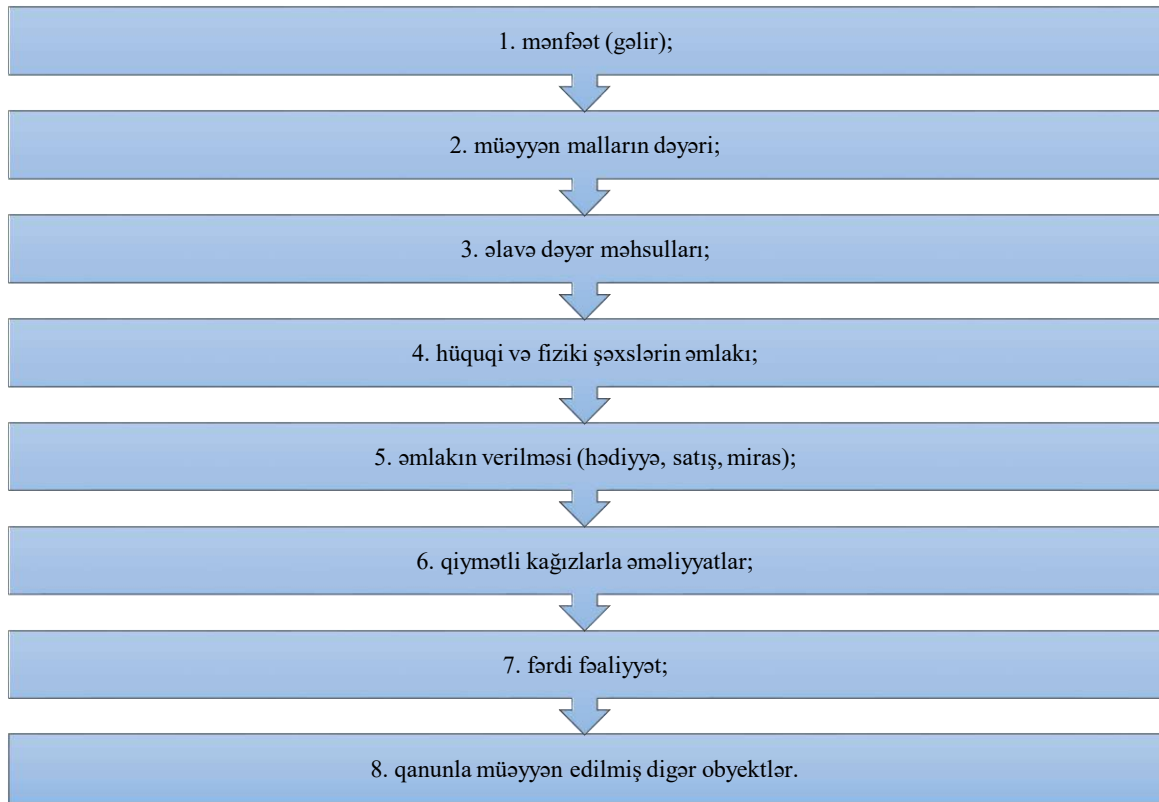 1. mənfəət (gəlir);
2. müəyyən malların dəyəri;
3. əlavə dəyər məhsulları;
4. hüquqi və fiziki şəxslərin əmlakı;
5. əmlakın verilməsi (hədiyyə, satış, miras);
6. qiymətli kağızlarla əməliyyatlar;
7. fərdi fəaliyyət;
8. qanunla müəyyən edilmiş digər obyektlər.